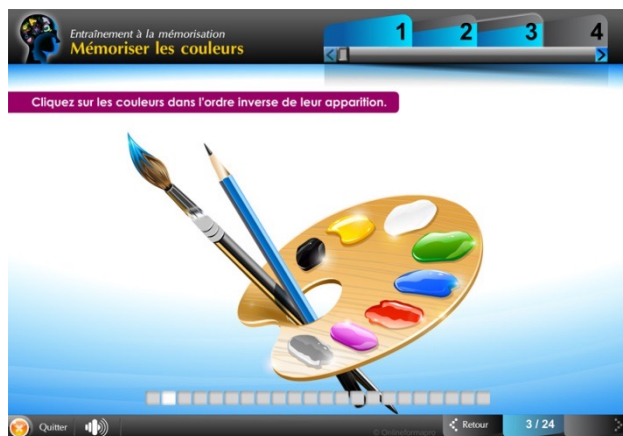 Entraînement à la mémorisation
Mémoriser les couleurs
1 2 3 4
Cliquez sur les couleurs dans l'ordre inverse de leur apparition.
Quitter
© Onlineformapro
Retour
3 / 24